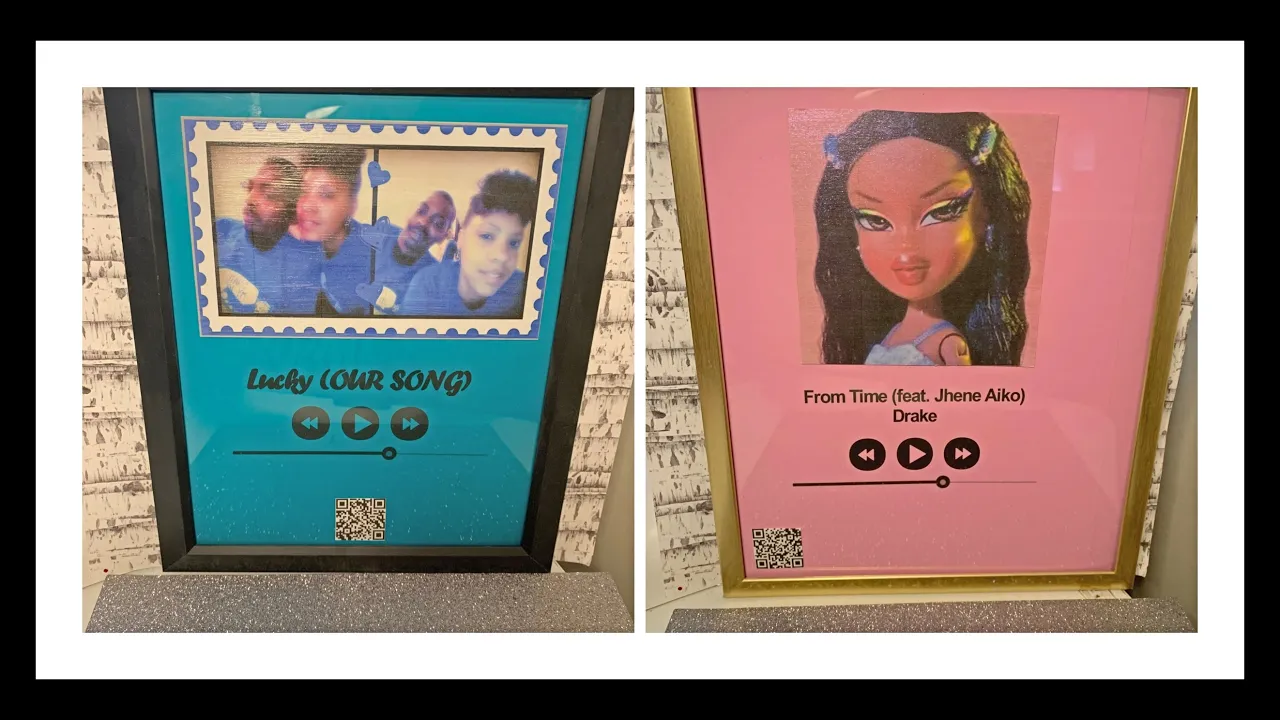 Lucky (OUR SONG)
From Time (feat. Jhene Aiko)
Drake